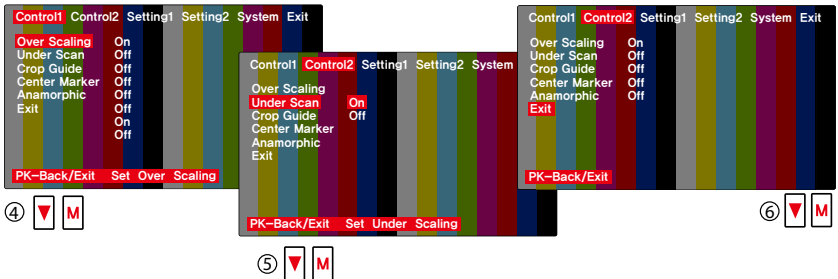 Control1 Control2 Setting1 Setting2 System Exit
Over Scaling On
Under Scan Off
Crop Guide Off
Center Marker Off
Anamorphic Off
Exit Off
On
Off
PK-Back/Exit Set Over Scaling
④ ▼ M
Control1 Control2 Setting1 Setting2 System
Over Scaling
Under Scan On
Crop Guide Off
Center Marker
Anamorphic
Exit
PK-Back/Exit Set Under Scaling
⑤ ▼ M
Control1 Control2 Setting1 Setting2 System Exit
Over Scaling On
Under Scan Off
Crop Guide Off
Center Marker Off
Anamorphic Off
Exit
PK-Back/Exit
⑥ ▼ M